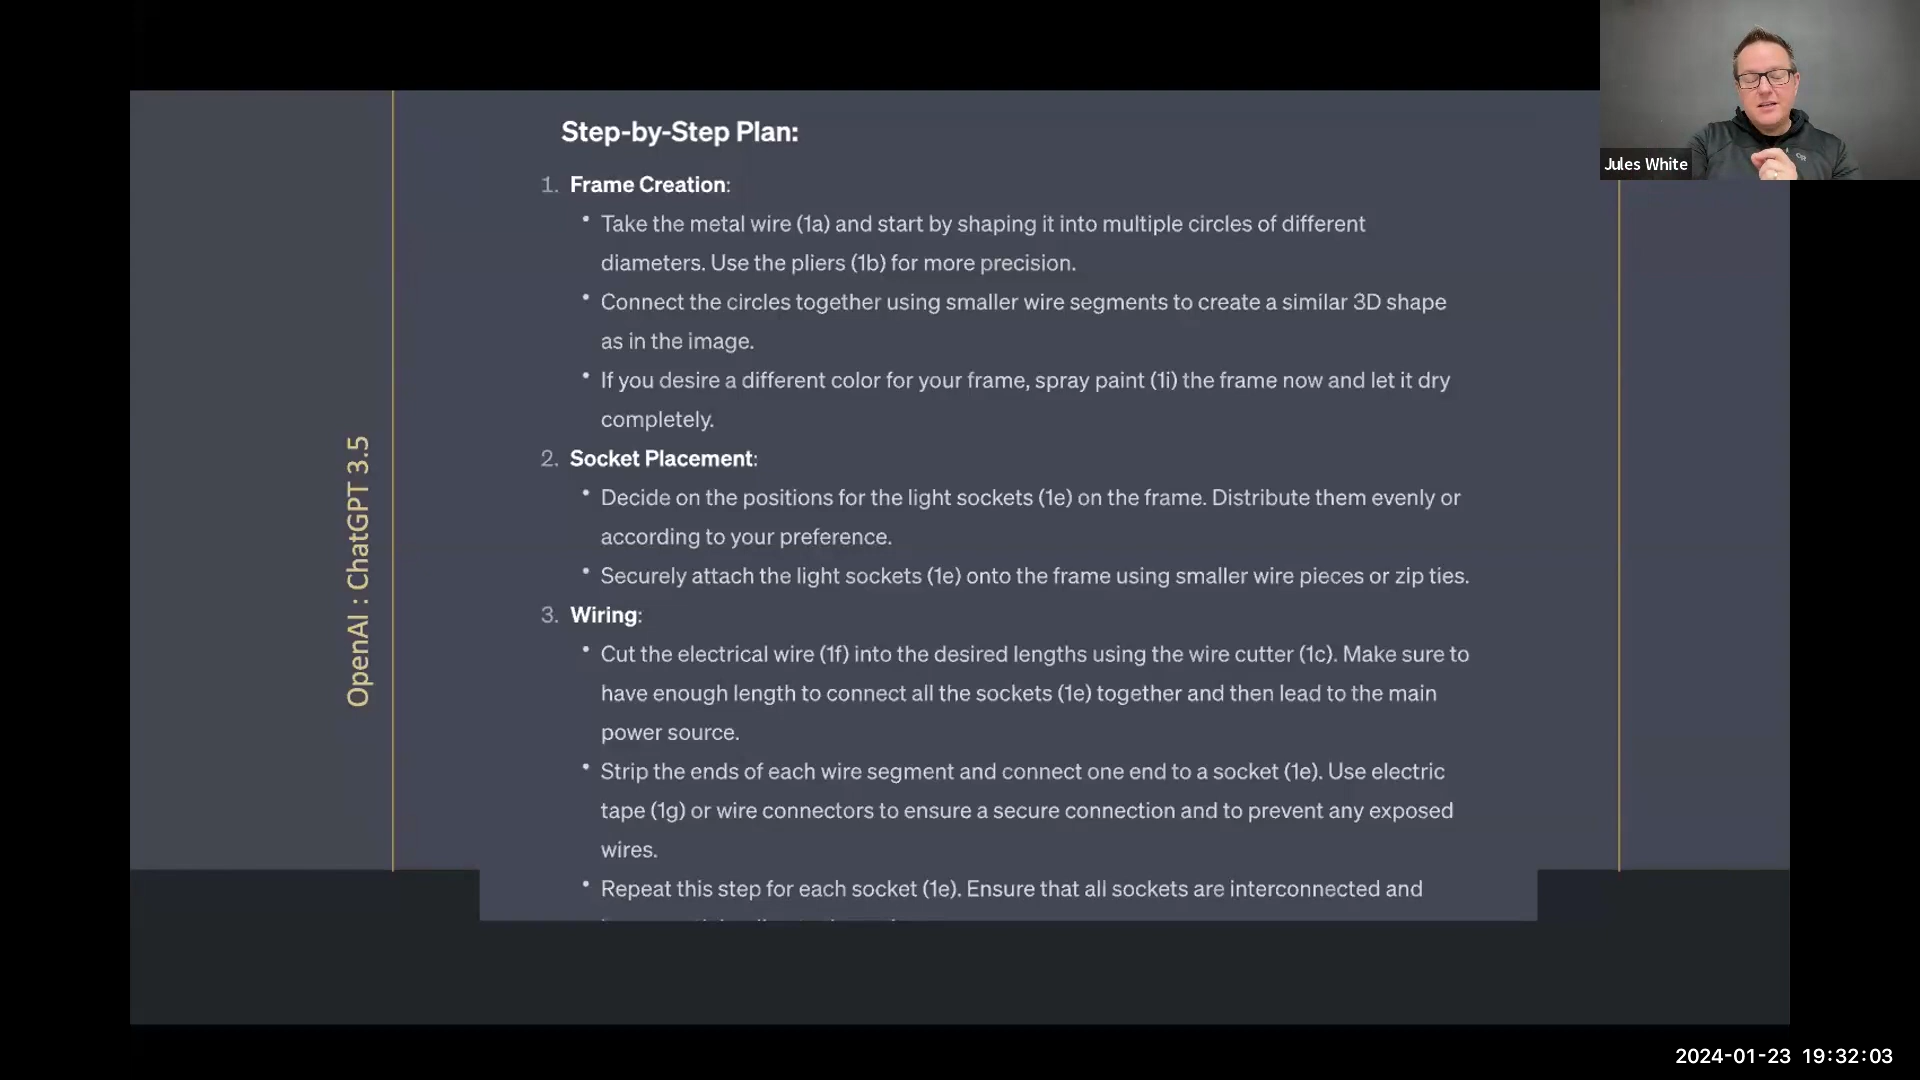 Step-by-Step Plan:
1. Frame Creation:
• Take the metal wire (1a) and start by shaping it into multiple circles of different
diameters. Use the pliers (1b) for more precision.
• Connect the circles together using smaller wire segments to create a similar 3D shape
as in the image.
• If you desire a different color for your frame, spray paint (1i) the frame now and let it dry
completely.
2. Socket Placement:
• Decide on the positions for the light sockets (1e) on the frame. Distribute them evenly or
according to your preference.
• Securely attach the light sockets (1e) onto the frame using smaller wire pieces or zip ties.
3. Wiring:
• Cut the electrical wire (1f) into the desired lengths using the wire cutter (1c). Make sure to
have enough length to connect all the sockets (1e) together and then lead to the main
power source.
• Strip the ends of each wire segment and connect one end to a socket (1e). Use electric
tape (1g) or wire connectors to ensure a secure connection and to prevent any exposed
wires.
• Repeat this step for each socket (1e). Ensure that all sockets are interconnected and
OpenAI : ChatGPT 3.5
Jules White
2024-01-23 19:32:03